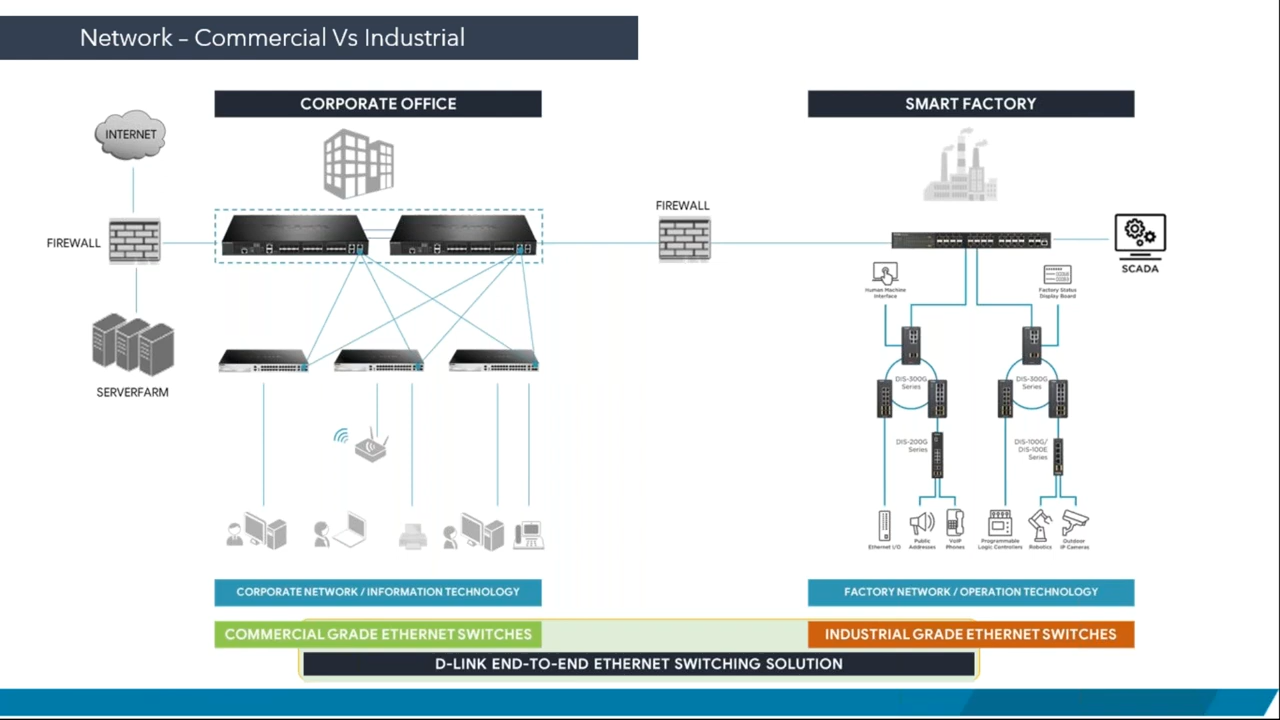 Network – Commercial Vs Industrial
CORPORATE OFFICE
SMART FACTORY
INTERNET
FIREWALL
FIREWALL
SCADA
SERVERFARM
Human Machine
Interface
Factory Status
Display Board
DIS-300G
Series
DIS-300G
Series
DIS-200G
Series
DIS-100G/
DIS-100E
Series
Ethernet I/O
Public
Addresses
VoIP
Phones
Programmable
Logic Controllers
Robotics
Outdoor
IP Cameras
CORPORATE NETWORK / INFORMATION TECHNOLOGY
FACTORY NETWORK / OPERATION TECHNOLOGY
COMMERCIAL GRADE ETHERNET SWITCHES
INDUSTRIAL GRADE ETHERNET SWITCHES
D-LINK END-TO-END ETHERNET SWITCHING SOLUTION